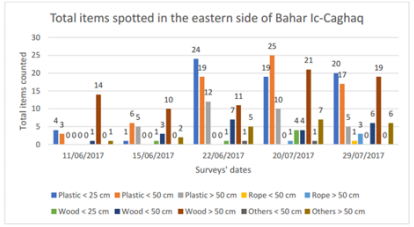 Total items spotted in the eastern side of Bahar Ic-Caghaq
Total items counted
30
25
20
15
10
5
0
4 3 0 0 0 0 1 14 0 1
1 6 5 0 0 1 3 10 0 2
24 19 12 0 0 1 7 11 1 5
19 25 10 0 1 4 4 21 1 7
20 17 5 1 3 0 6 19 0 6
11/06/2017 15/06/2017 22/06/2017 20/07/2017 29/07/2017
Surveys' dates
Plastic < 25 cm Plastic < 50 cm Plastic > 50 cm Rope < 50 cm Rope > 50 cm
Wood < 25 cm Wood < 50 cm Wood > 50 cm Others < 50 cm Others > 50 cm